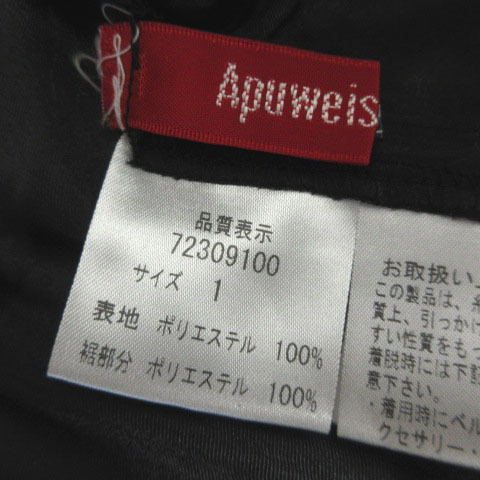 Apuweis
品質表示
72309100
サイズ 1
表地 ポリエステル 100%
裾部分 ポリエステル 100%
お取扱い
この製品は、
質上、引っかけ
すい性質をもつ
着脱時には下記
意下さい。
・着用時にベル
クセサリー・